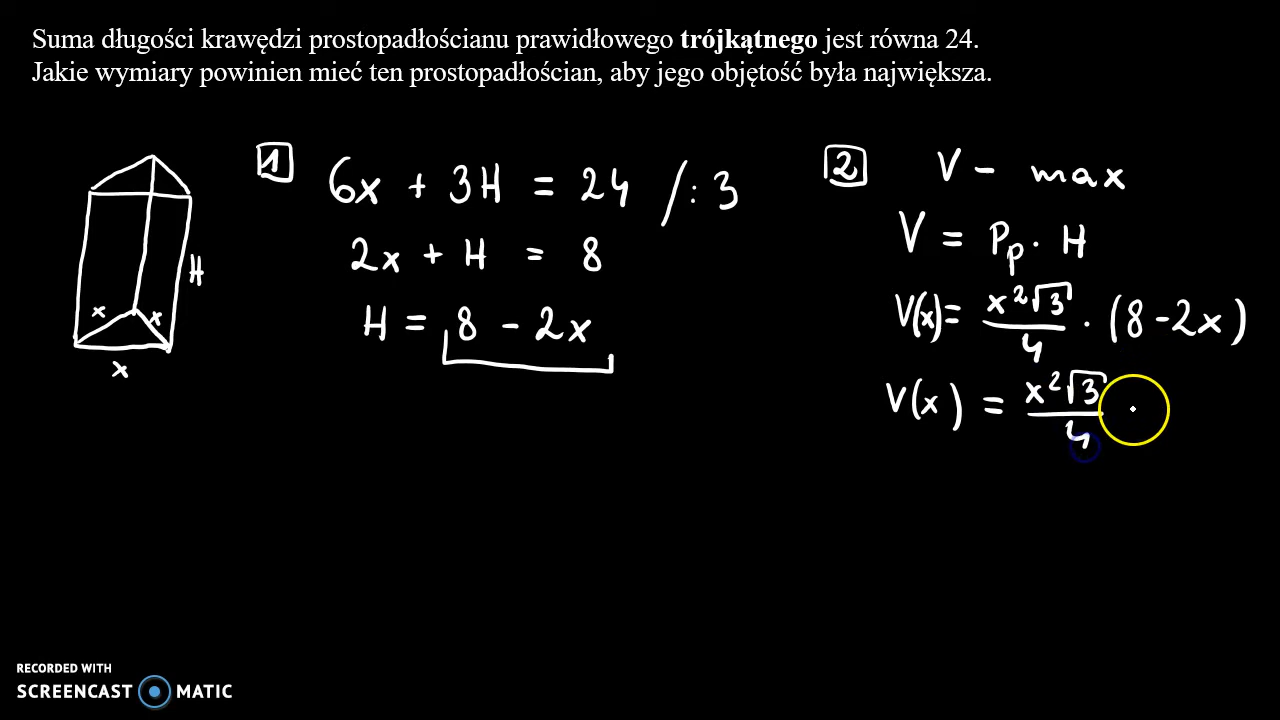 Suma długości krawędzi prostopadłościanu prawidłowego trójkątnego jest równa 24.
Jakie wymiary powinien mieć ten prostopadłościan, aby jego objętość była największa.
H
x x
x
1
6x + 3H = 24 /:3
2x + H = 8
H = 8 - 2x
2 V - max
V = Pp · H
V(x) = x²√3/4 · (8-2x)
V(x) = x²√3/4
RECORDED WITH
SCREENCAST MATIC